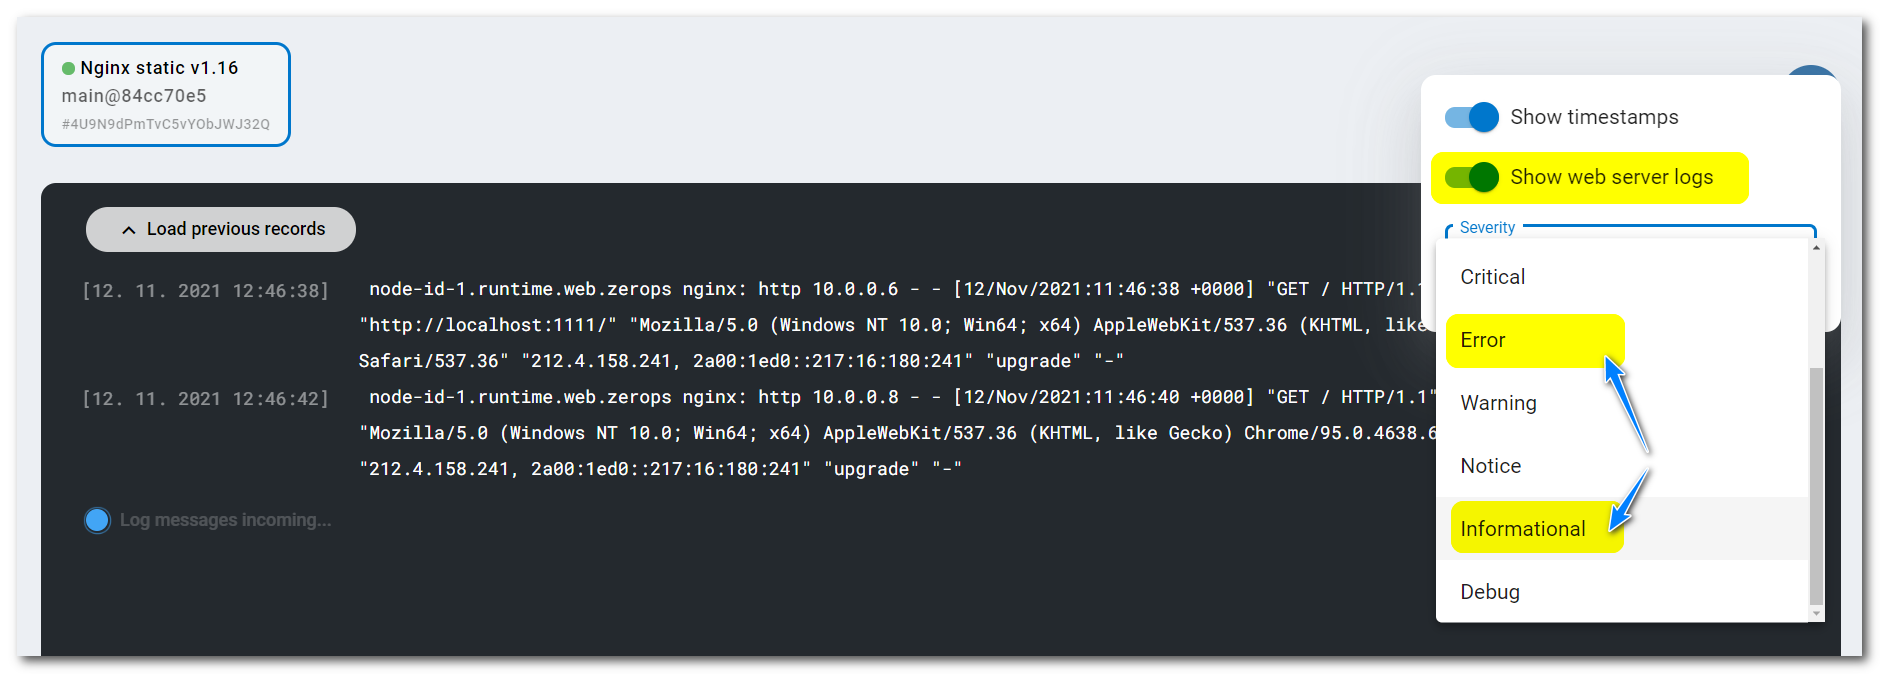 Nginx static v1.16
main@84cc70e5
#4U9N9dPmTvC5vYObJWJ32Q
Show timestamps
Show web server logs
Severity
Critical
Error
Warning
Notice
Informational
Debug
Load previous records
[12. 11. 2021 12:46:38] node-id-1.runtime.web.zerops nginx: http 10.0.0.6 - - [12/Nov/2021:11:46:38 +0000] "GET / HTTP/1.1
"http://localhost:1111/" "Mozilla/5.0 (Windows NT 10.0; Win64; x64) AppleWebKit/537.36 (KHTML, like
Safari/537.36" "212.4.158.241, 2a00:1ed0::217:16:180:241" "upgrade" "-"
[12. 11. 2021 12:46:42] node-id-1.runtime.web.zerops nginx: http 10.0.0.8 - - [12/Nov/2021:11:46:40 +0000] "GET / HTTP/1.1"
"Mozilla/5.0 (Windows NT 10.0; Win64; x64) AppleWebKit/537.36 (KHTML, like Gecko) Chrome/95.0.4638.6
"212.4.158.241, 2a00:1ed0::217:16:180:241" "upgrade" "-"
Log messages incoming...